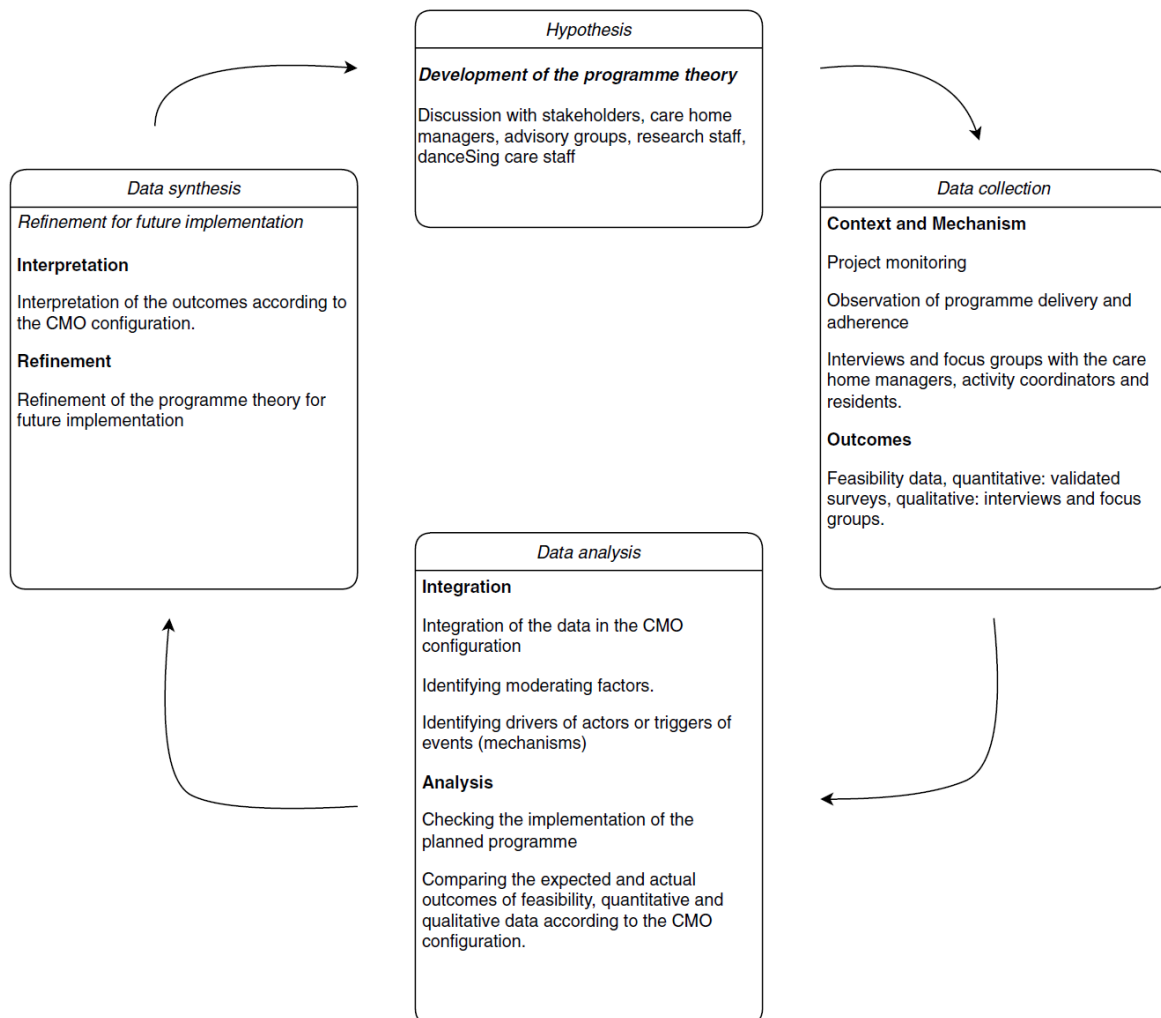 Hypothesis
Development of the programme theory
Discussion with stakeholders, care home
managers, advisory groups, research staff,
danceSing care staff
Data synthesis
Refinement for future implementation
Interpretation
Interpretation of the outcomes according to
the CMO configuration.
Refinement
Refinement of the programme theory for
future implementation
Data collection
Context and Mechanism
Project monitoring
Observation of programme delivery and
adherence
Interviews and focus groups with the care
home managers, activity coordinators and
residents.
Outcomes
Feasibility data, quantitative: validated
surveys, qualitative: interviews and focus
groups.
Data analysis
Integration
Integration of the data in the CMO
configuration
Identifying moderating factors.
Identifying drivers of actors or triggers of
events (mechanisms)
Analysis
Checking the implementation of the
planned programme
Comparing the expected and actual
outcomes of feasibility, quantitative and
qualitative data according to the CMO
configuration.